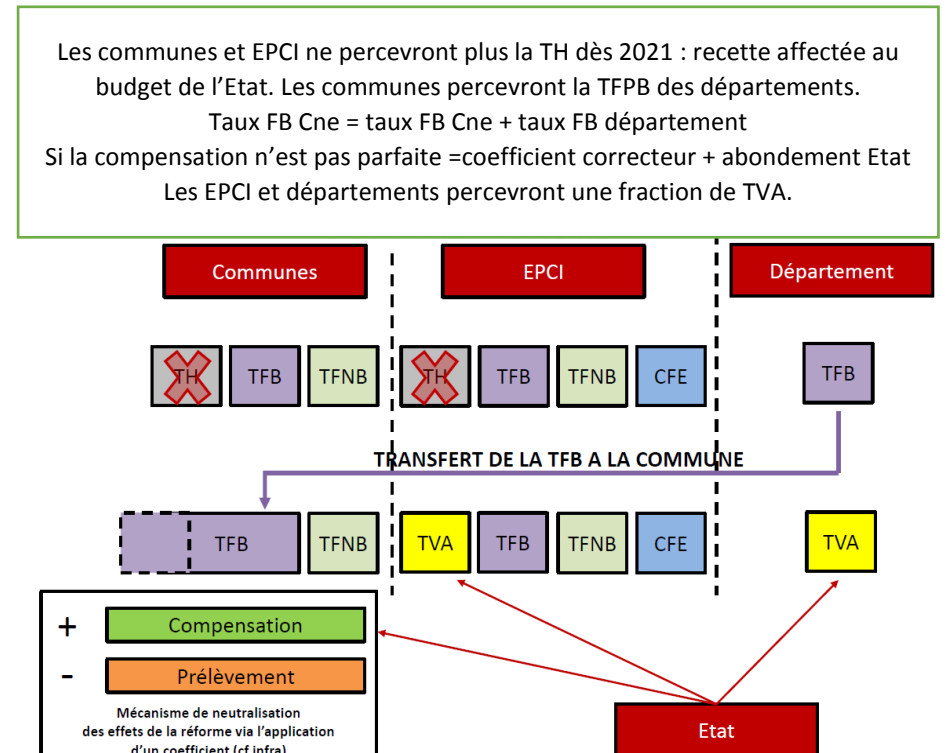 Les communes et EPCI ne percevront plus la TH dès 2021 : recette affectée au
budget de l’Etat. Les communes percevront la TFPB des départements.
Taux FB Cne = taux FB Cne + taux FB département
Si la compensation n’est pas parfaite =coefficient correcteur + abondement Etat
Les EPCI et départements percevront une fraction de TVA.
Communes
EPCI
Département
TH
TFB
TFNB
TH
TFB
TFNB
CFE
TFB
TRANSFERT DE LA TFB A LA COMMUNE
TFB
TFNB
TVA
TFB
TFNB
CFE
TVA
+ Compensation
- Prélèvement
Mécanisme de neutralisation
des effets de la réforme via l’application
d’un coefficient (cf infra)
Etat